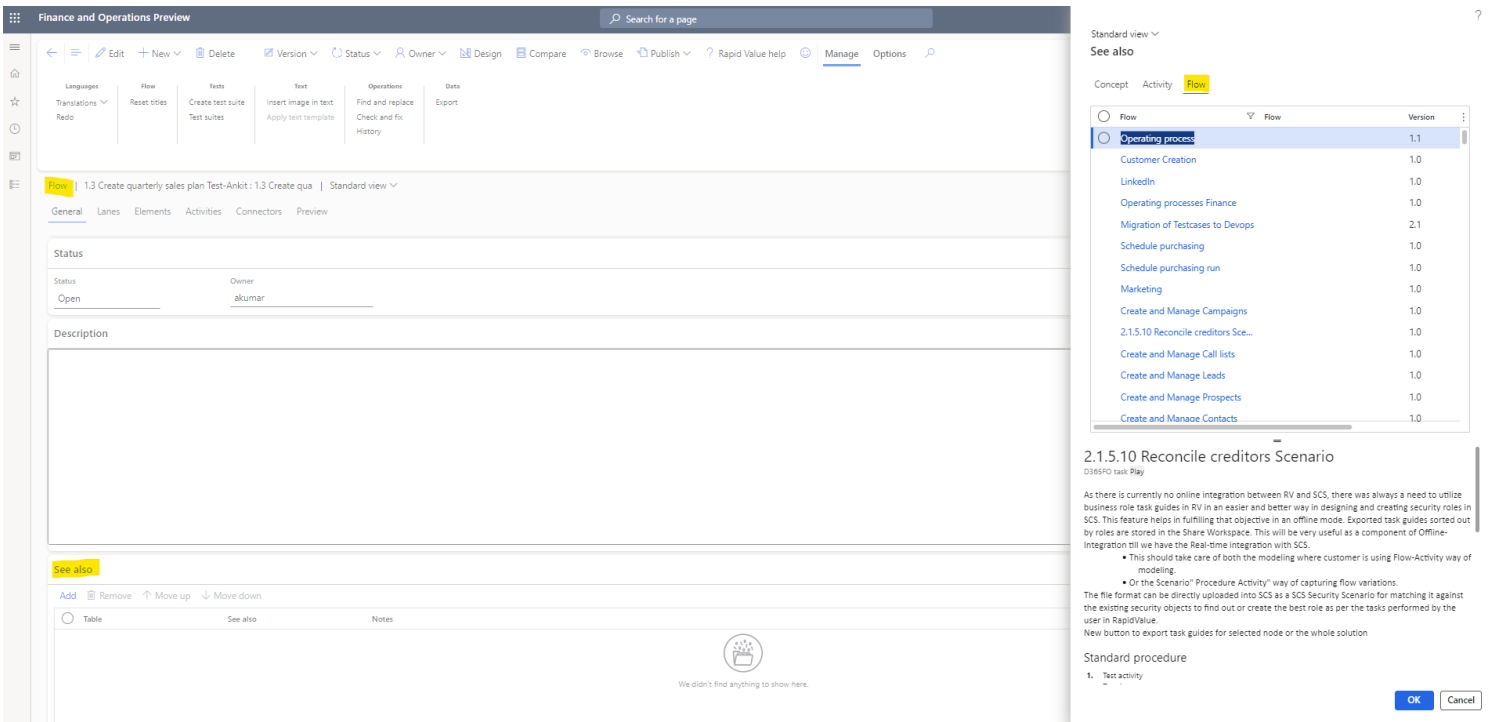 Finance and Operations Preview
Search for a page
?
Edit New Delete Version Status Owner Design Compare Browse Publish ? Rapid Value help Manage Options
Languages Flow Tests Text Operations Data
Translations Reset titles Create test suite Insert image in text Find and replace Export
Redo Test suites Apply text template Check and fix
History
Flow | 1.3 Create quarterly sales plan Test-Ankit : 1.3 Create qua | Standard view
General Lanes Elements Activities Connectors Preview
Status
Status Owner
Open akumar
Description
See also
Add Remove Move up Move down
Table See also Notes
We didn't find anything to show here.
Standard view
See also
Concept Activity Flow
Flow Flow Version
Operating process 1.1
Customer Creation 1.0
LinkedIn 1.0
Operating processes Finance 1.0
Migration of Testcases to Devops 2.1
Schedule purchasing 1.0
Schedule purchasing run 1.0
Marketing 1.0
Create and Manage Campaigns 1.0
2.1.5.10 Reconcile creditors Sce... 1.0
Create and Manage Call lists 1.0
Create and Manage Leads 1.0
Create and Manage Prospects 1.0
Create and Manage Contacts 1.0
2.1.5.10 Reconcile creditors Scenario
D365FO task Play
As there is currently no online integration between RV and SCS, there was always a need to utilize
business role task guides in RV in an easier and better way in designing and creating security roles in
SCS. This feature helps in fulfilling that objective in an offline mode. Exported task guides sorted out
by roles are stored in the Share Workspace. This will be very useful as a component of Offline-
Integration till we have the Real-time integration with SCS.
▪ This should take care of both the modeling where customer is using Flow-Activity way of
modeling.
▪ Or the Scenario" Procedure Activity" way of capturing flow variations.
The file format can be directly uploaded into SCS as a SCS Security Scenario for matching it against
the existing security objects to find out or create the best role as per the tasks performed by the
user in RapidValue.
New button to export task guides for selected node or the whole solution
Standard procedure
1. Test activity
OK Cancel